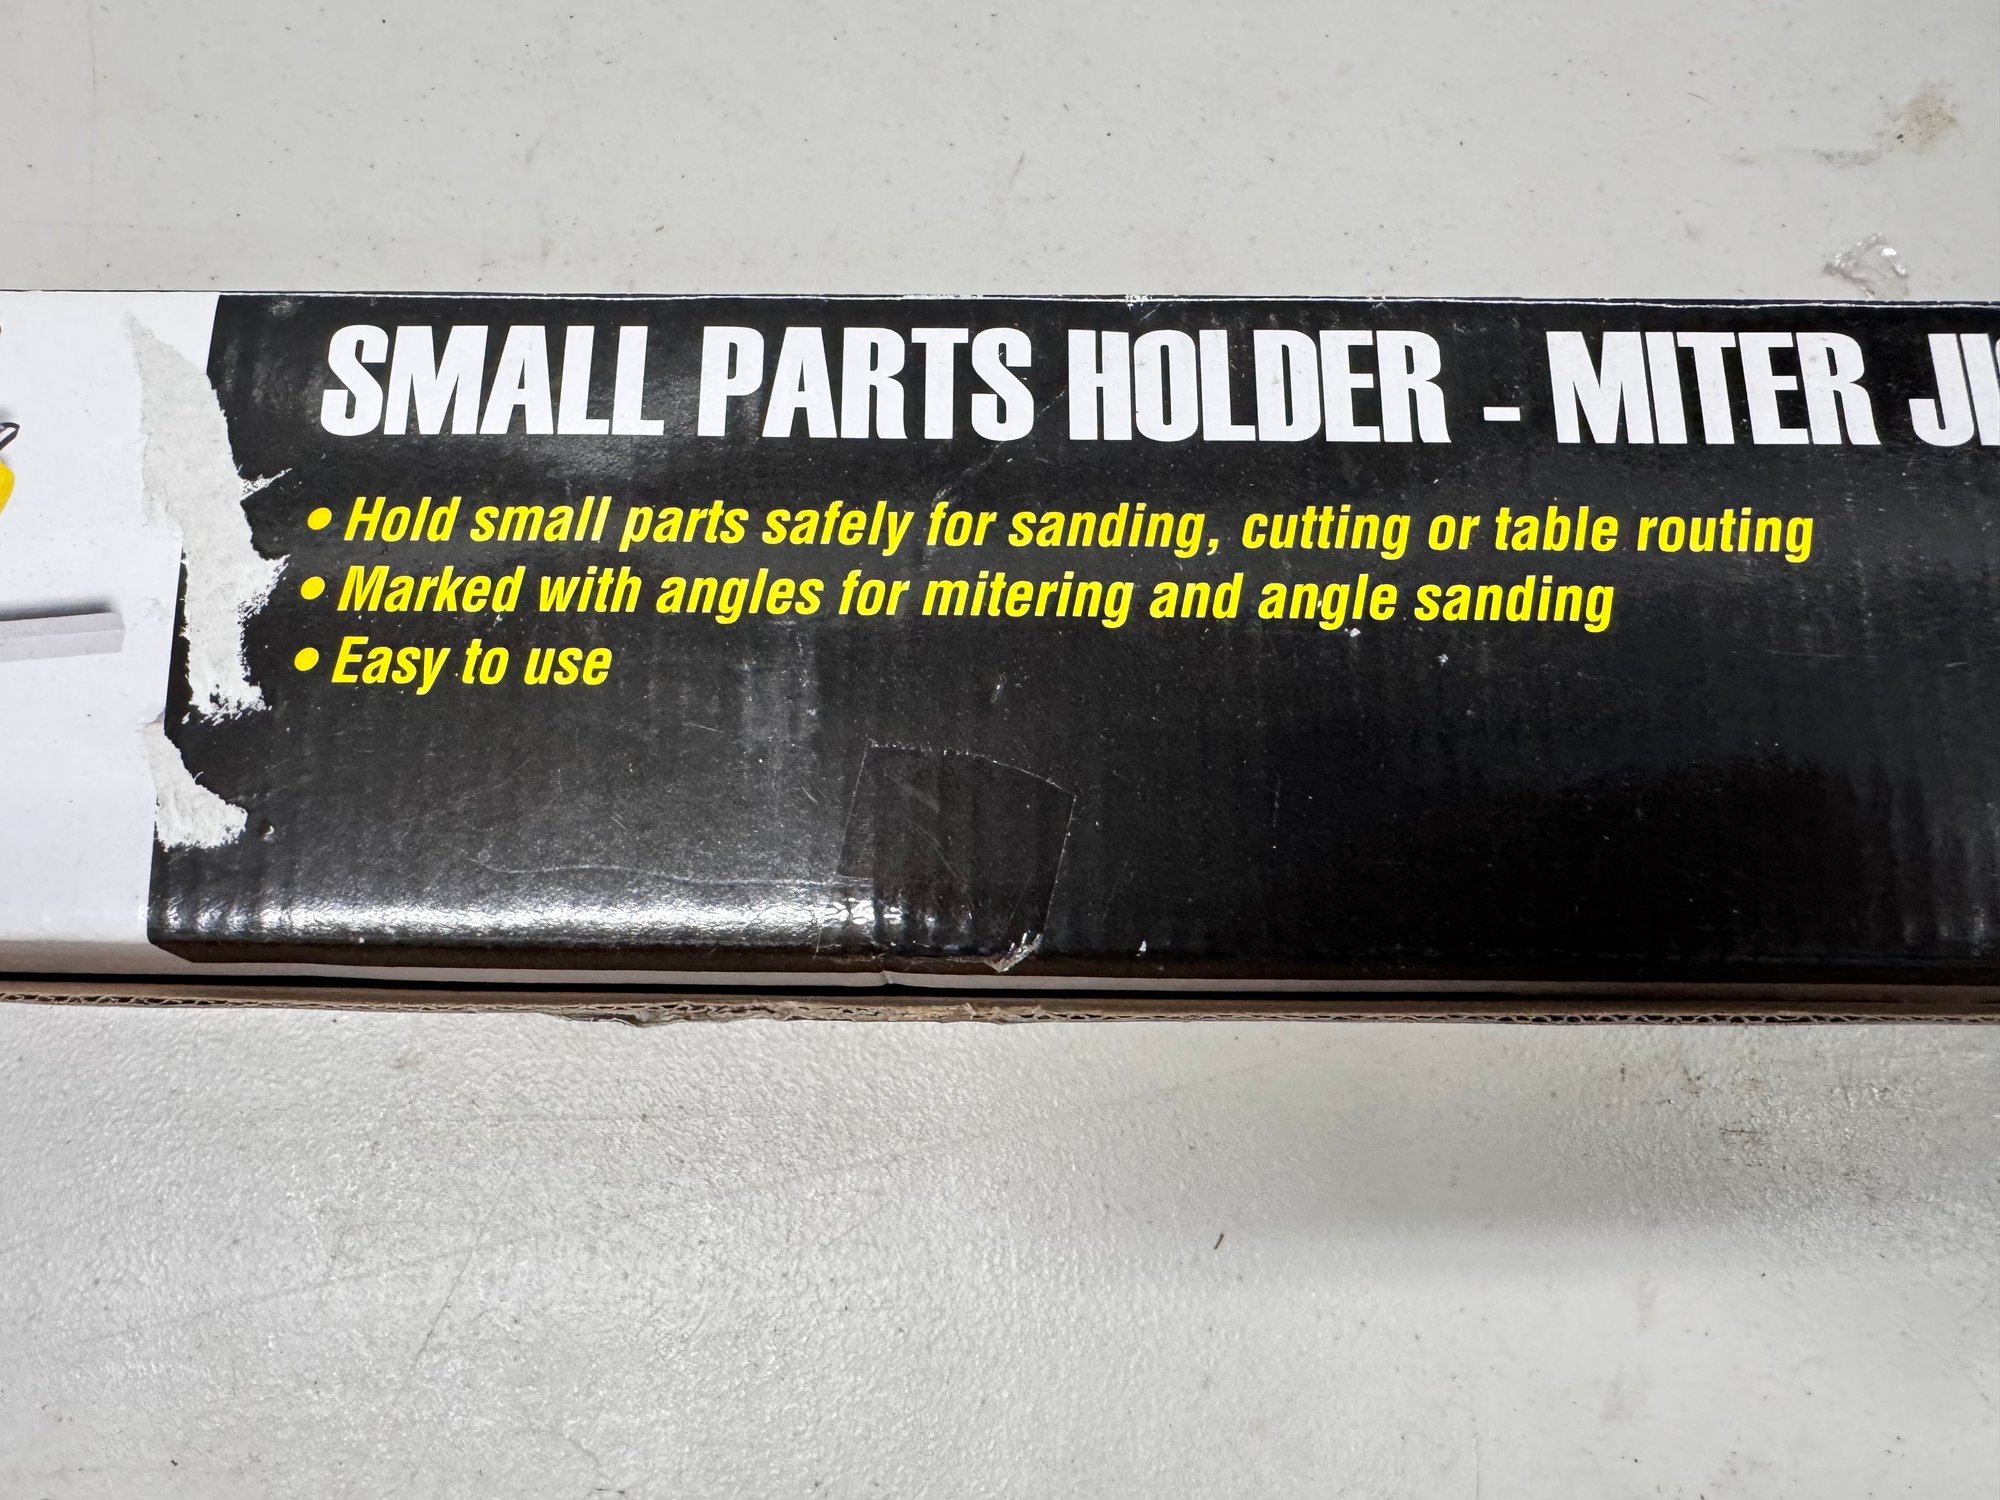 SMALL PARTS HOLDER - MITER
• Hold small parts safely for sanding, cutting or table routing
• Marked with angles for mitering and angle sanding
• Easy to use